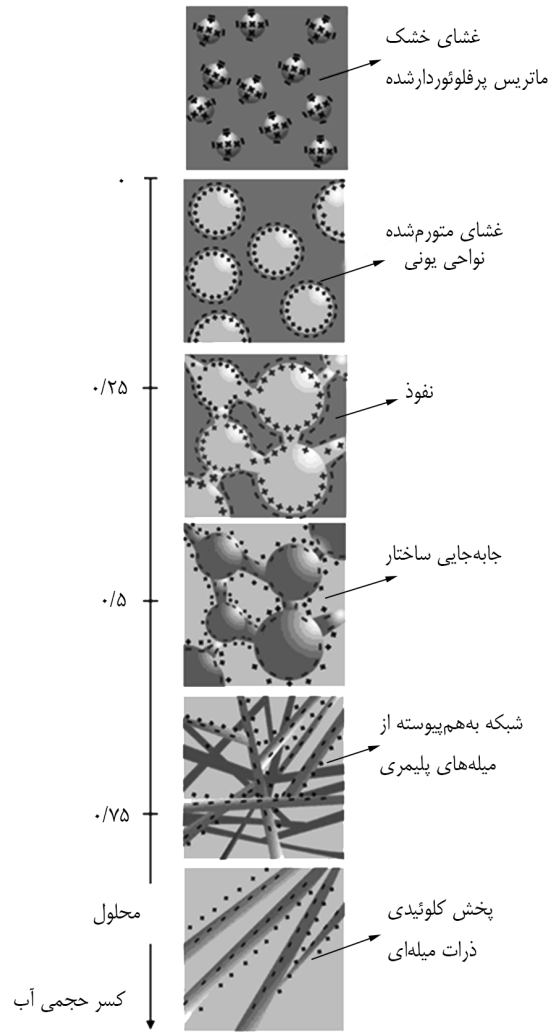 غشای خشک
ماتریس پرفلوئوردارشده
۰
غشای متورم‌شده
نواحی یونی
۰/۲۵
نفوذ
جابه‌جایی ساختار
۰/۵
شبکه به‌هم‌پیوسته از
میله‌های پلیمری
۰/۷۵
محلول
پخش کلوئیدی
ذرات میله‌ای
کسر حجمی آب